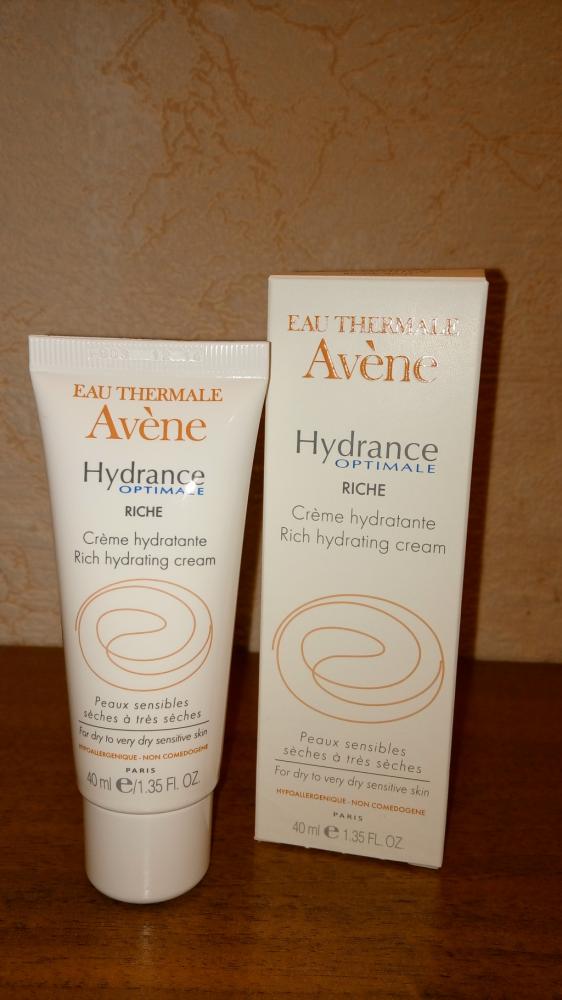 EAU THERMALE
Avène
Hydrance
OPTIMALE
RICHE
Crème hydratante
Rich hydrating cream
Peaux sensibles
sèches à très sèches
For dry to very dry sensitive skin
HYPOALLERGENIQUE - NON COMEDOGENE
PARIS
40 ml e/1.35 FL. OZ.
EAU THERMALE
Avène
Hydrance
OPTIMALE
RICHE
Crème hydratante
Rich hydrating cream
Peaux sensibles
sèches à très sèches
For dry to very dry sensitive skin
HYPOALLERGENIQUE - NON COMEDOGENE
PARIS
40 ml e 1.35 FL. OZ.